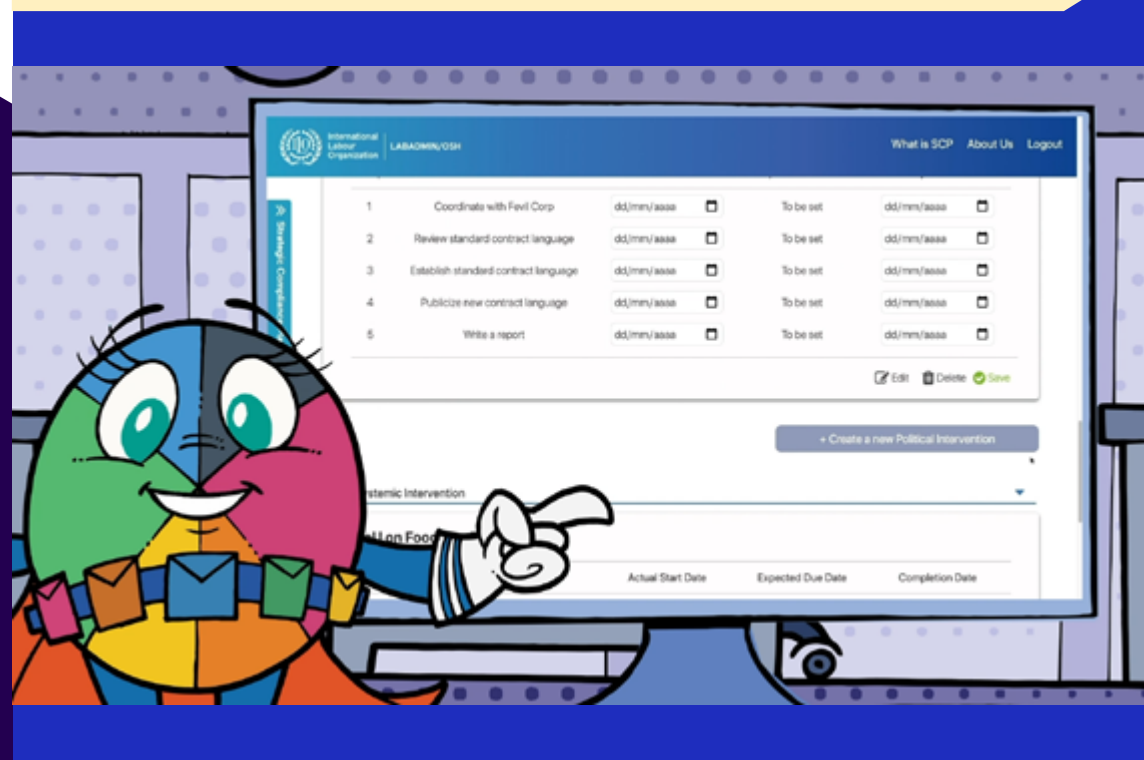 International
Labour
Organization
LABADMIN/OSH
What is SCP About Us Logout
Strategic Compliance
1 Coordinate with Fevil Corp dd/mm/aaaa To be set dd/mm/aaaa
2 Review standard contract language dd/mm/aaaa To be set dd/mm/aaaa
3 Establish standard contract language dd/mm/aaaa To be set dd/mm/aaaa
4 Publicize new contract language dd/mm/aaaa To be set dd/mm/aaaa
5 Write a report dd/mm/aaaa To be set dd/mm/aaaa
Edit Delete Save
+ Create a new Political Intervention
ystemic Intervention
on Foo
Actual Start Date Expected Due Date Completion Date